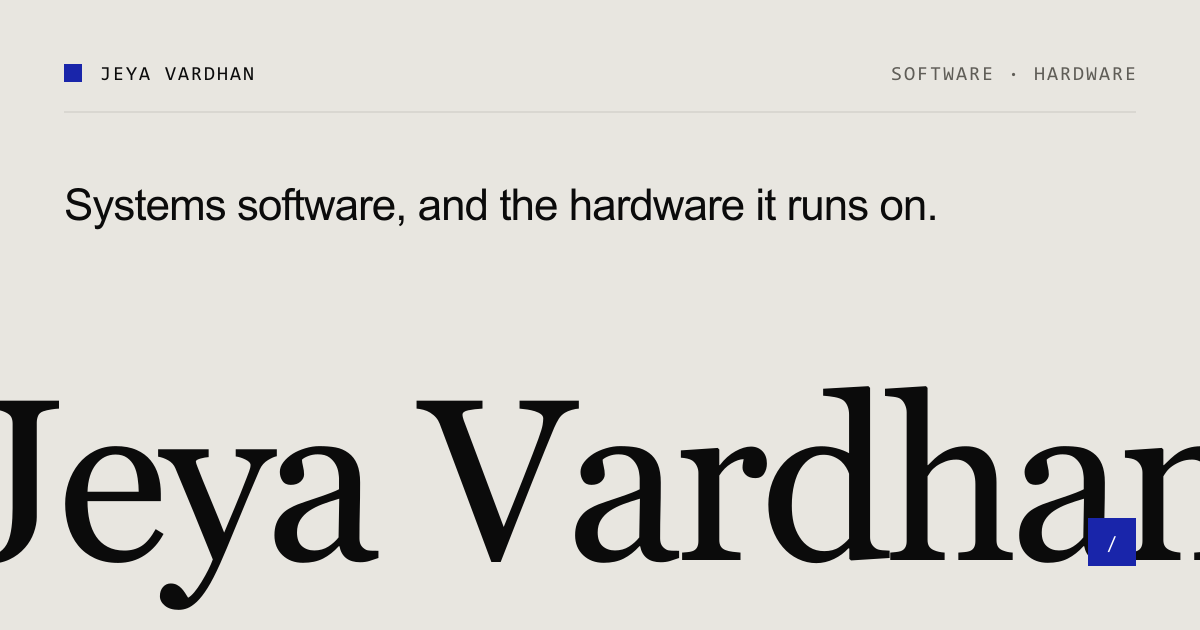 JEYA VARDHAN
SOFTWARE · HARDWARE
Systems software, and the hardware it runs on.
Jeya Vardhan
/